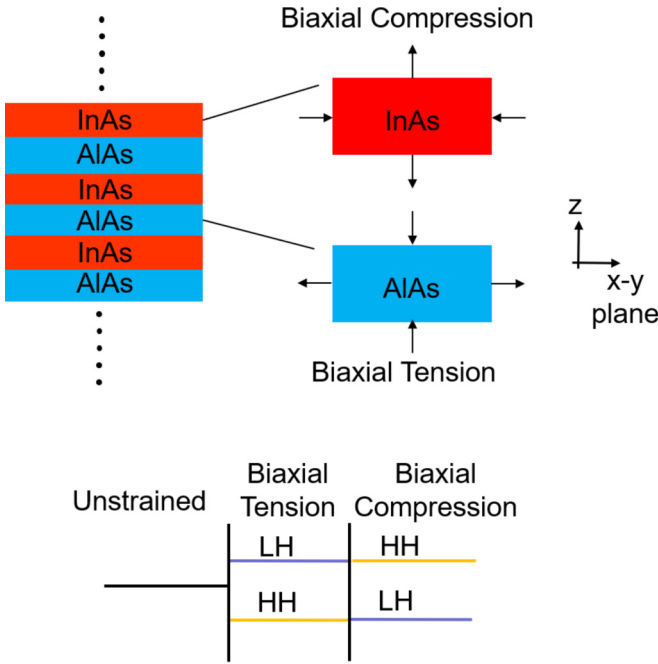 Biaxial Compression
InAs
AlAs
InAs
AlAs
InAs
AlAs
InAs
AlAs
Biaxial Tension
z
x-y
plane
Unstrained
Biaxial
Tension
Biaxial
Compression
LH
HH
HH
LH